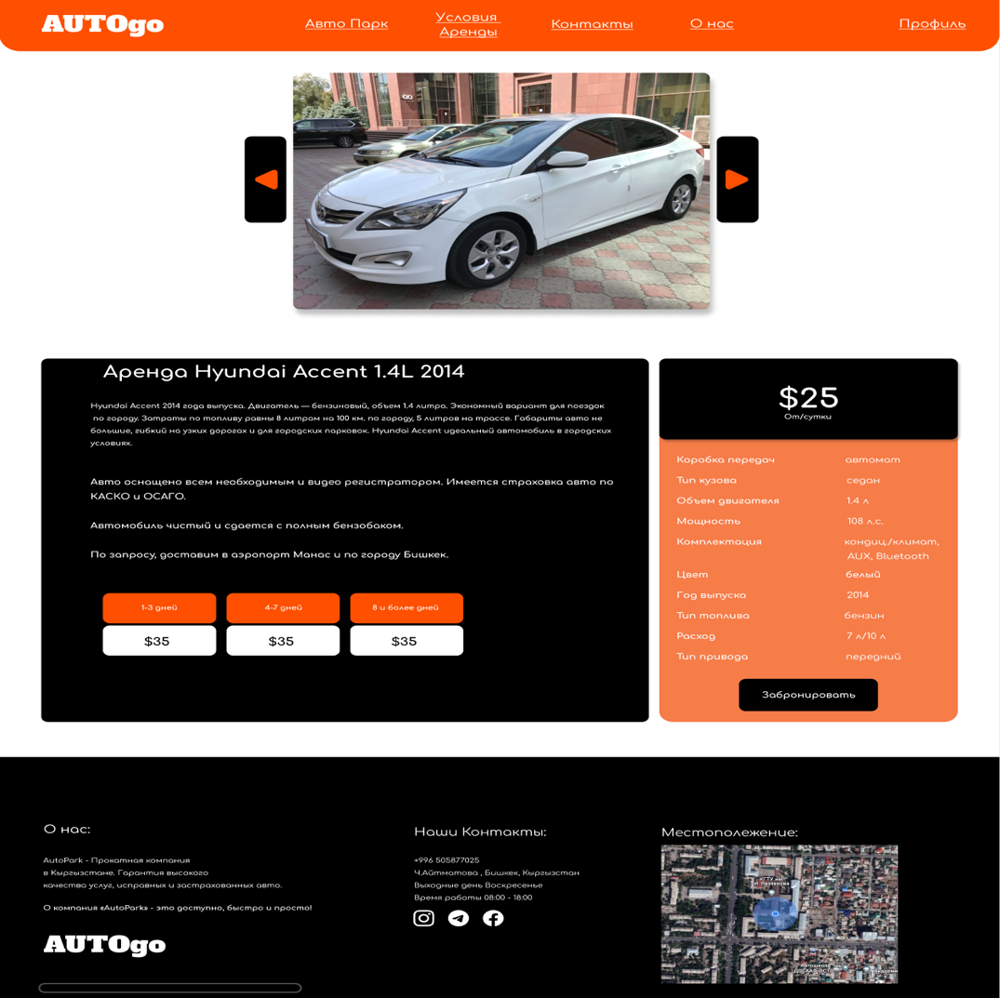 AUTOgo
Авто Парк
Условия
Аренды
Контакты
О нас
Профиль
Аренда Hyundai Accent 1.4L 2014
Hyundai Accent 2014 года выпуска. Двигатель — бензиновый, объем 1.4 литра. Экономный вариант для поездок
по городу. Затраты по топливу равны 8 литром на 100 км. по городу, 5 литров на трассе. Габариты авто не
большие, гибкий на узких дорогах и для городских парковок. Hyundai Accent идеальный автомобиль в городских
условиях.
Авто оснащено всем необходимым и видео регистратором. Имеется страховка авто по
КАСКО и ОСАГО.
Автомобиль чистый и сдается с полным бензобаком.
По запросу, доставим в аэропорт Манас и по городу Бишкек.
1-3 дней 4-7 дней 8 и более дней
$35 $35 $35
$25
От/сутки
Коробка передач автомат
Тип кузова седан
Объем двигателя 1.4 л
Мощность 108 л.с.
Комплектация кондиц./климат,
AUX, Bluetooth
Цвет белый
Год выпуска 2014
Тип топлива бензин
Расход 7 л/10 л
Тип привода передний
Забронировать
О нас:
AutoPark - Прокатная компания
в Кыргызстане. Гарантия высокого
качества услуг, исправных и застрахованных авто.
О компания «AutoPark» - это доступно, быстро и просто!
AUTOgo
Наши Контакты:
+996 505877025
Ч.Айтматова , Бишкек, Кыргызстан
Выходные день Воскресенье
Время работы 08:00 - 18:00
Местополежение:
КГТУ им.
И. Раззакова
Автошкола